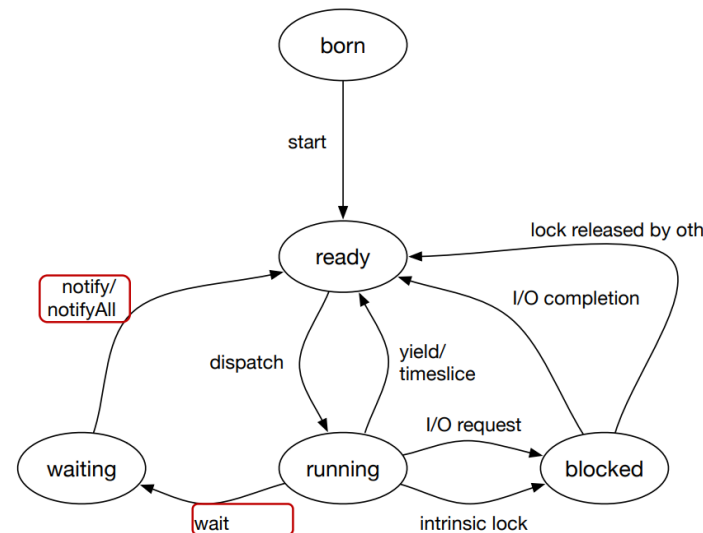 born
start
lock released by oth
ready
notify/
notifyAll
I/O completion
dispatch
yield/
timeslice
I/O request
waiting
running
blocked
wait
intrinsic lock